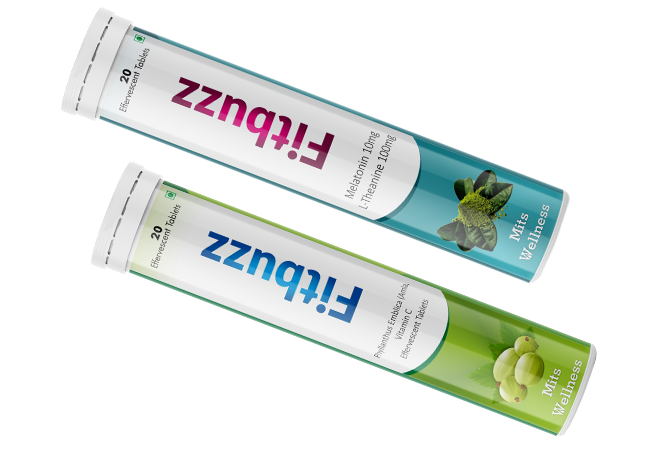 20
Effervescent Tablets
Fitbuzz
Melatonin 10mg
L-Theanine 100mg
Mits
Wellness
20
Effervescent Tablets
Fitbuzz
Phyllanthus Emblica (Amla,
Vitamin C
Effervescent Tablets
Mits
Wellness